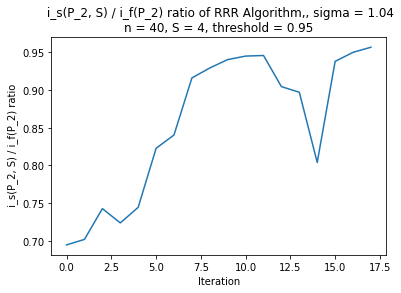 i_s(P_2, S) / i_f(P_2) ratio of RRR Algorithm,, sigma = 1.04
n = 40, S = 4, threshold = 0.95
i_s(P_2, S) / i_f(P_2) ratio
0.95
0.90
0.85
0.80
0.75
0.70
0.0 2.5 5.0 7.5 10.0 12.5 15.0 17.5
Iteration